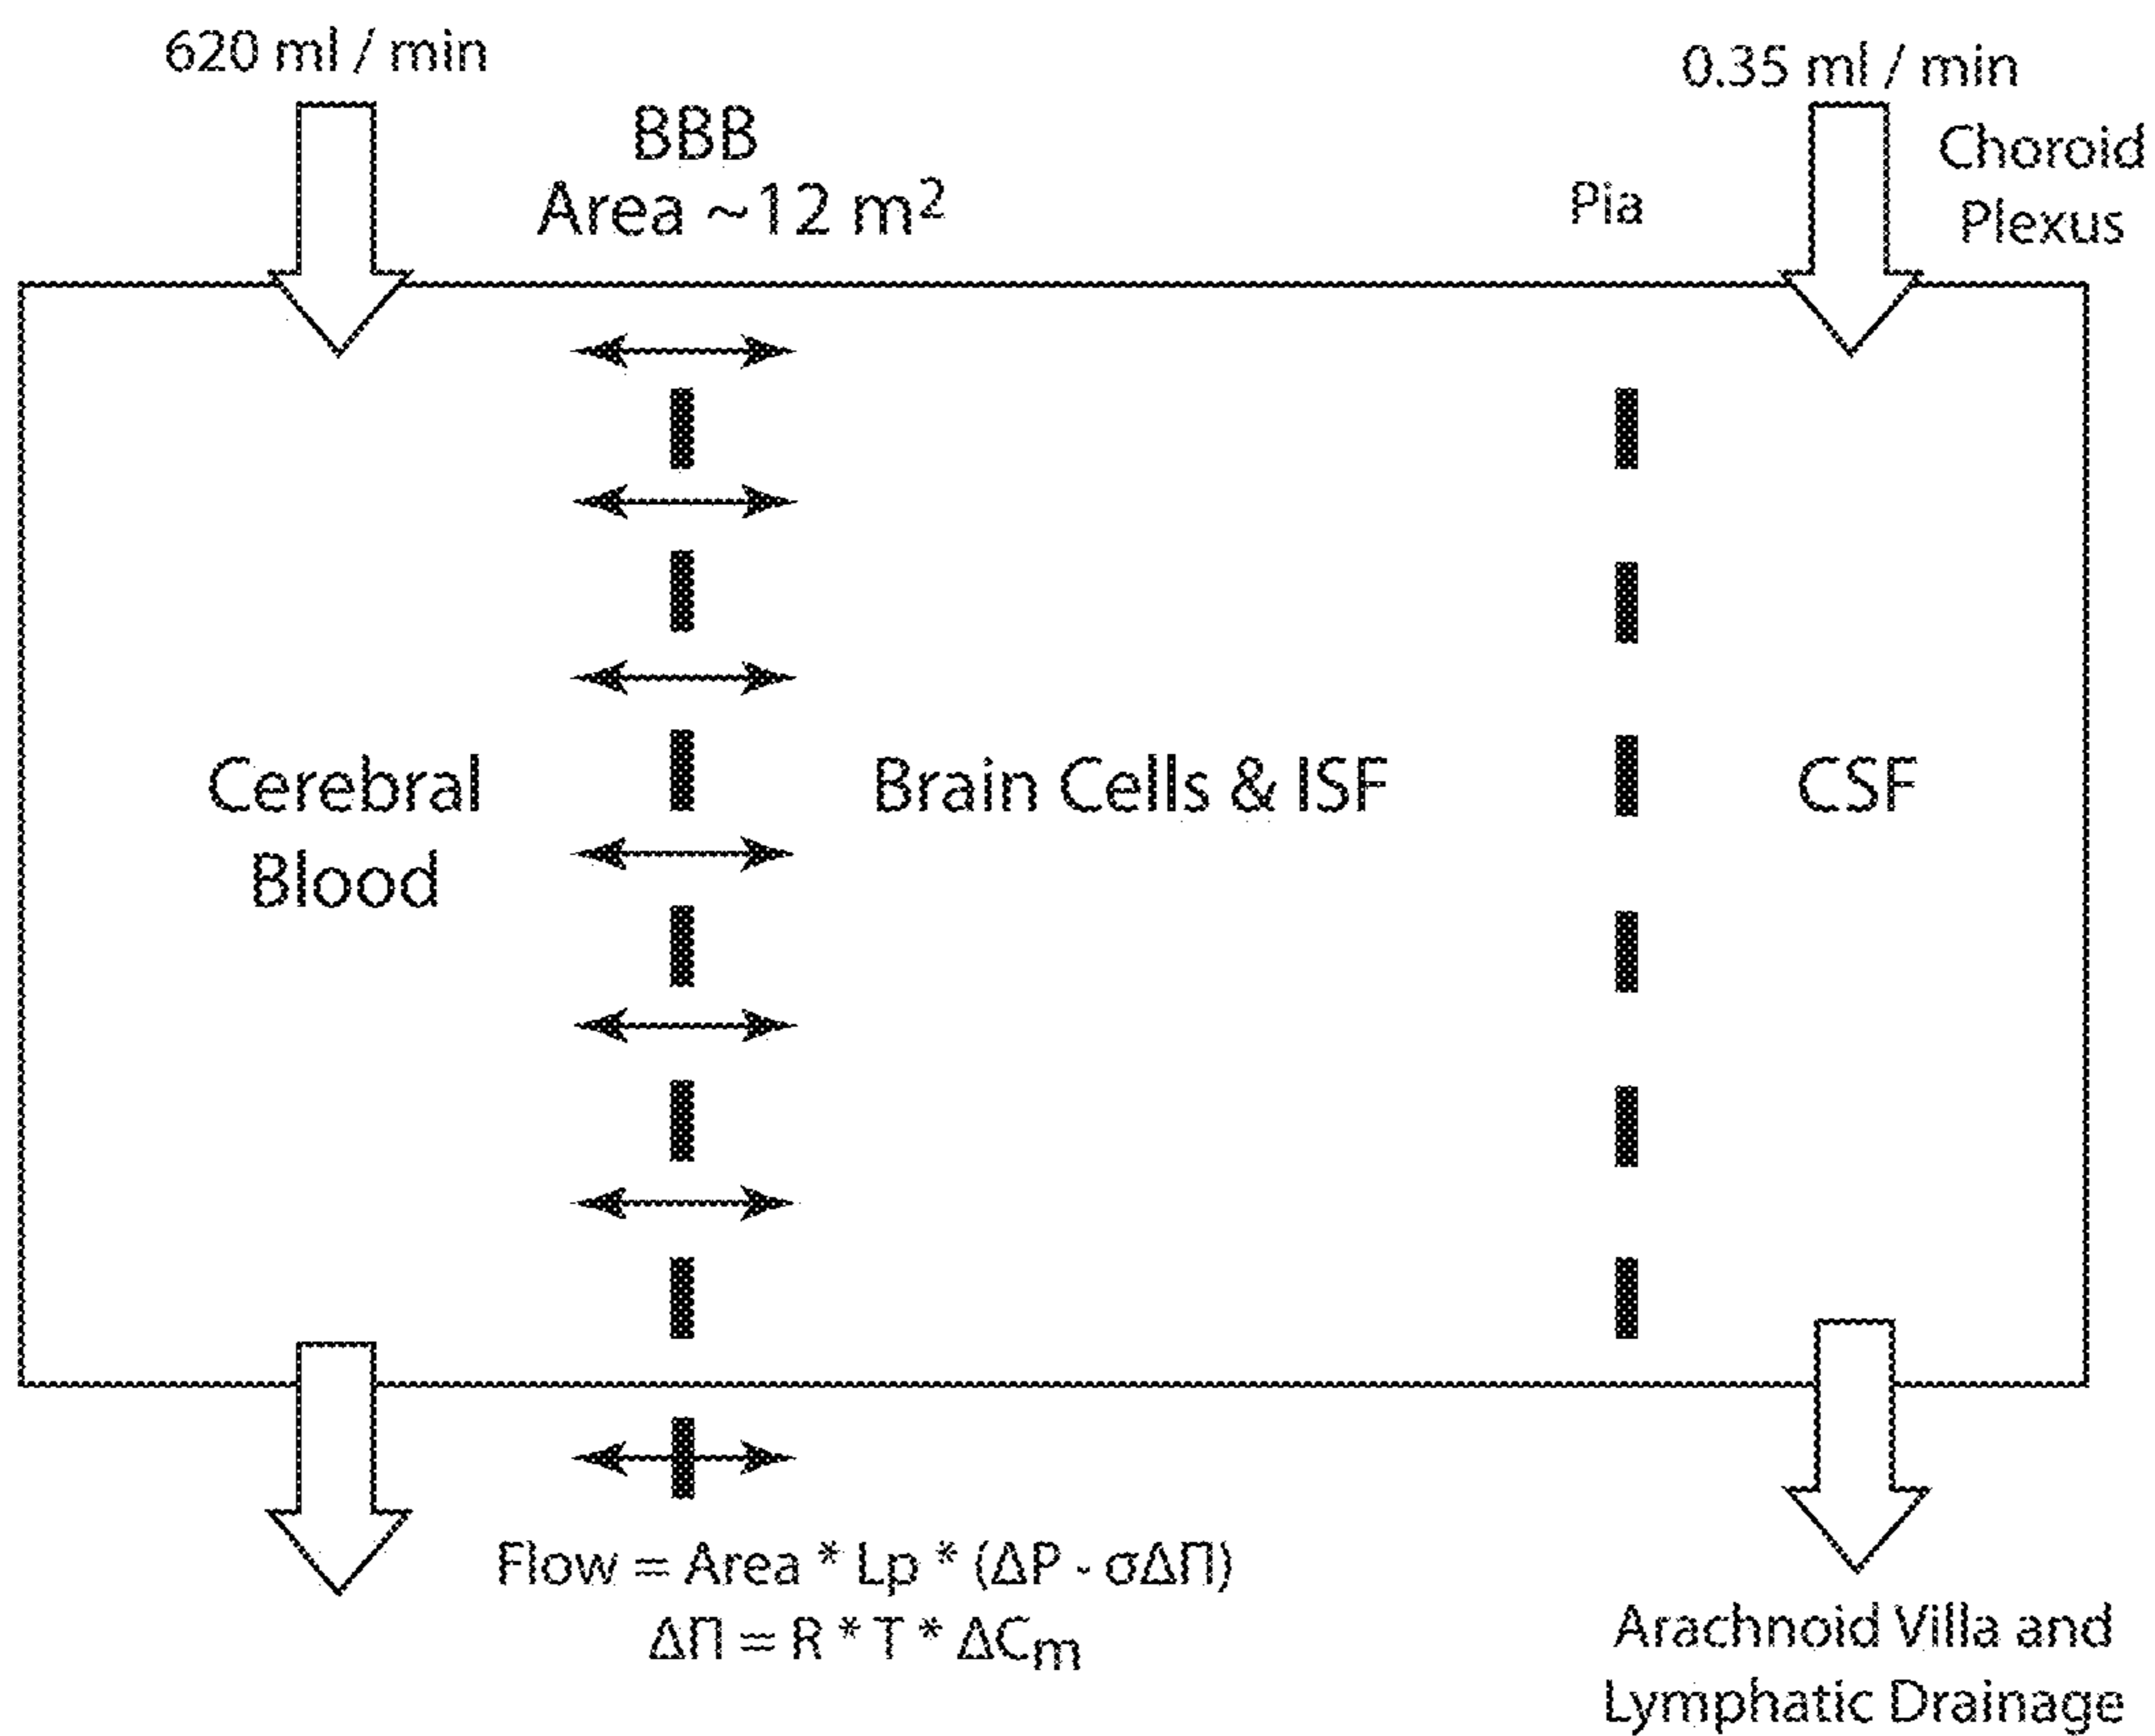 620 ml / min
0.35 ml / min
BBB
Area ~12 m²
Pia
Choroid
Plexus
Cerebral
Blood
Brain Cells & ISF
CSF
Flow = Area * Lp * (ΔP - σΔΠ)
ΔΠ = R * T * ΔCm
Arachnoid Villa and
Lymphatic Drainage